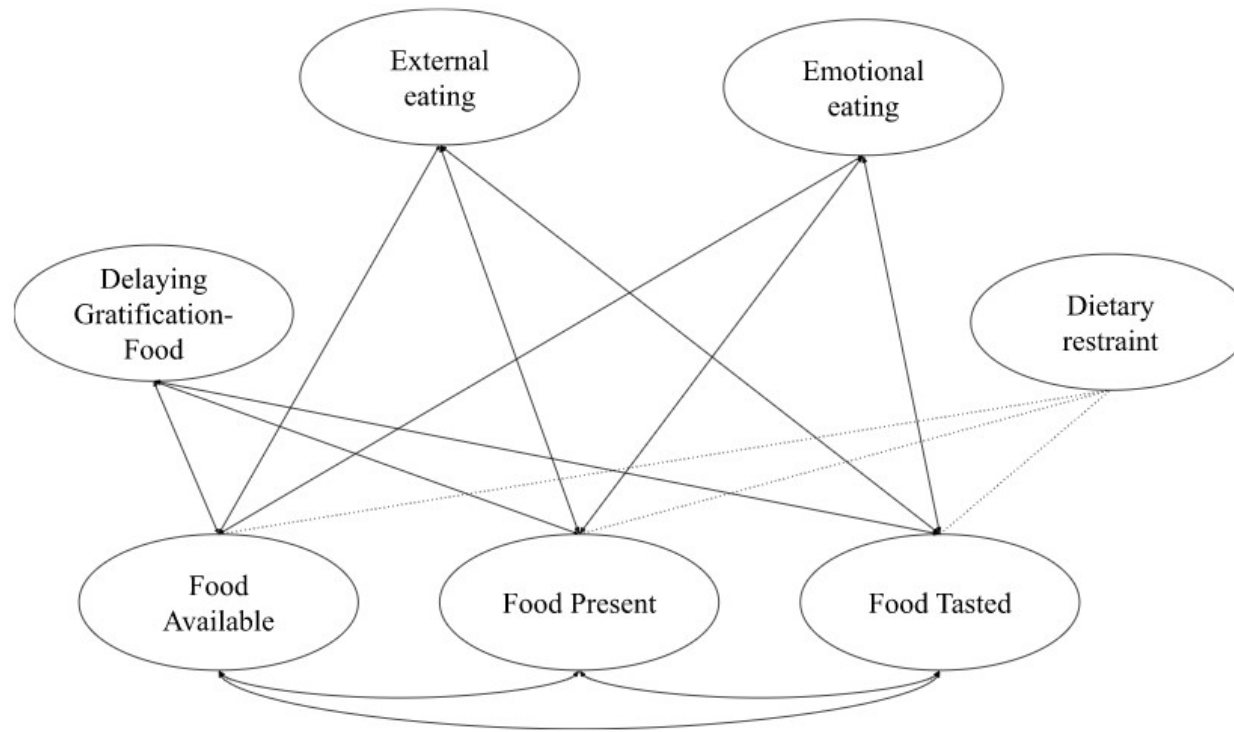 External
eating
Emotional
eating
Delaying
Gratification-
Food
Dietary
restraint
Food
Available
Food Present
Food Tasted